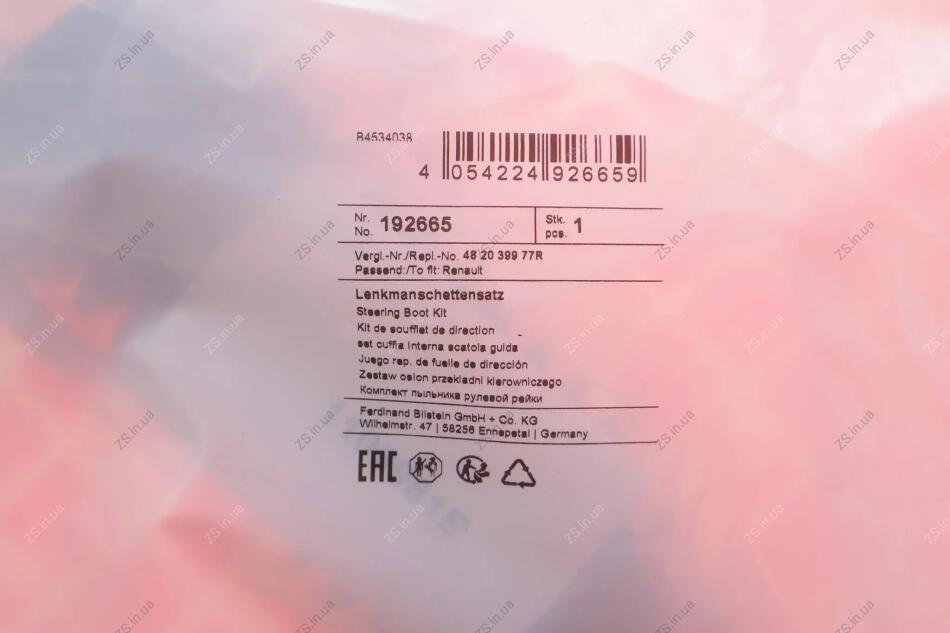 B4534038
4 054224 926659
Nr.
No. 192665
Stk.
pcs. 1
Vergl.-Nr./Repl.-No. 48 20 399 77R
Passend:/To fit: Renault
Lenkmanschettensatz
Steering Boot Kit
Kit de soufflet de direction
set cuffia interna scatola guida
Juego rep. de fuelle de dirección
Zestaw osłon przekładni kierowniczego
Комплект пыльника рулевой рейки
Ferdinand Bilstein GmbH + Co. KG
Wilhelmstr. 47 | 58256 Ennepetal | Germany
EAC
ZS.in.ua